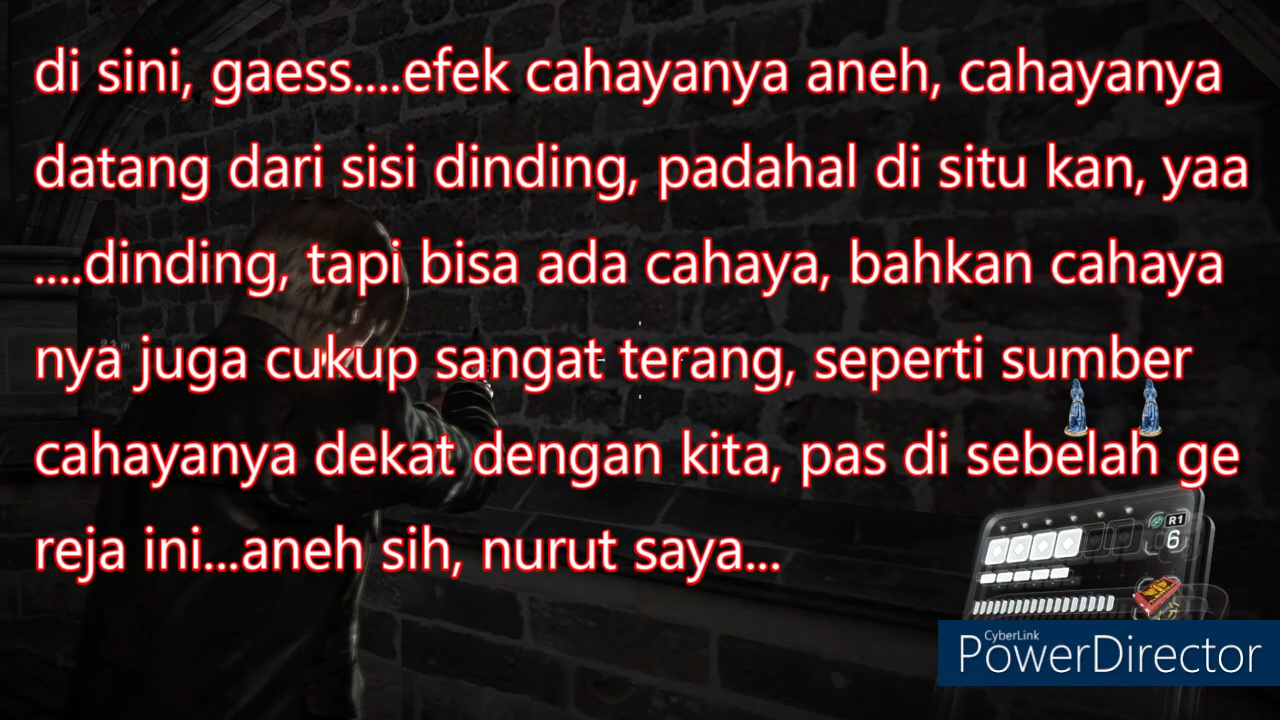 di sini, gaess....efek cahayanya aneh, cahayanya
datang dari sisi dinding, padahal di situ kan, yaa
....dinding, tapi bisa ada cahaya, bahkan cahaya
nya juga cukup sangat terang, seperti sumber
cahayanya dekat dengan kita, pas di sebelah ge
reja ini...aneh sih, nurut saya...
R1
6
CyberLink
PowerDirector